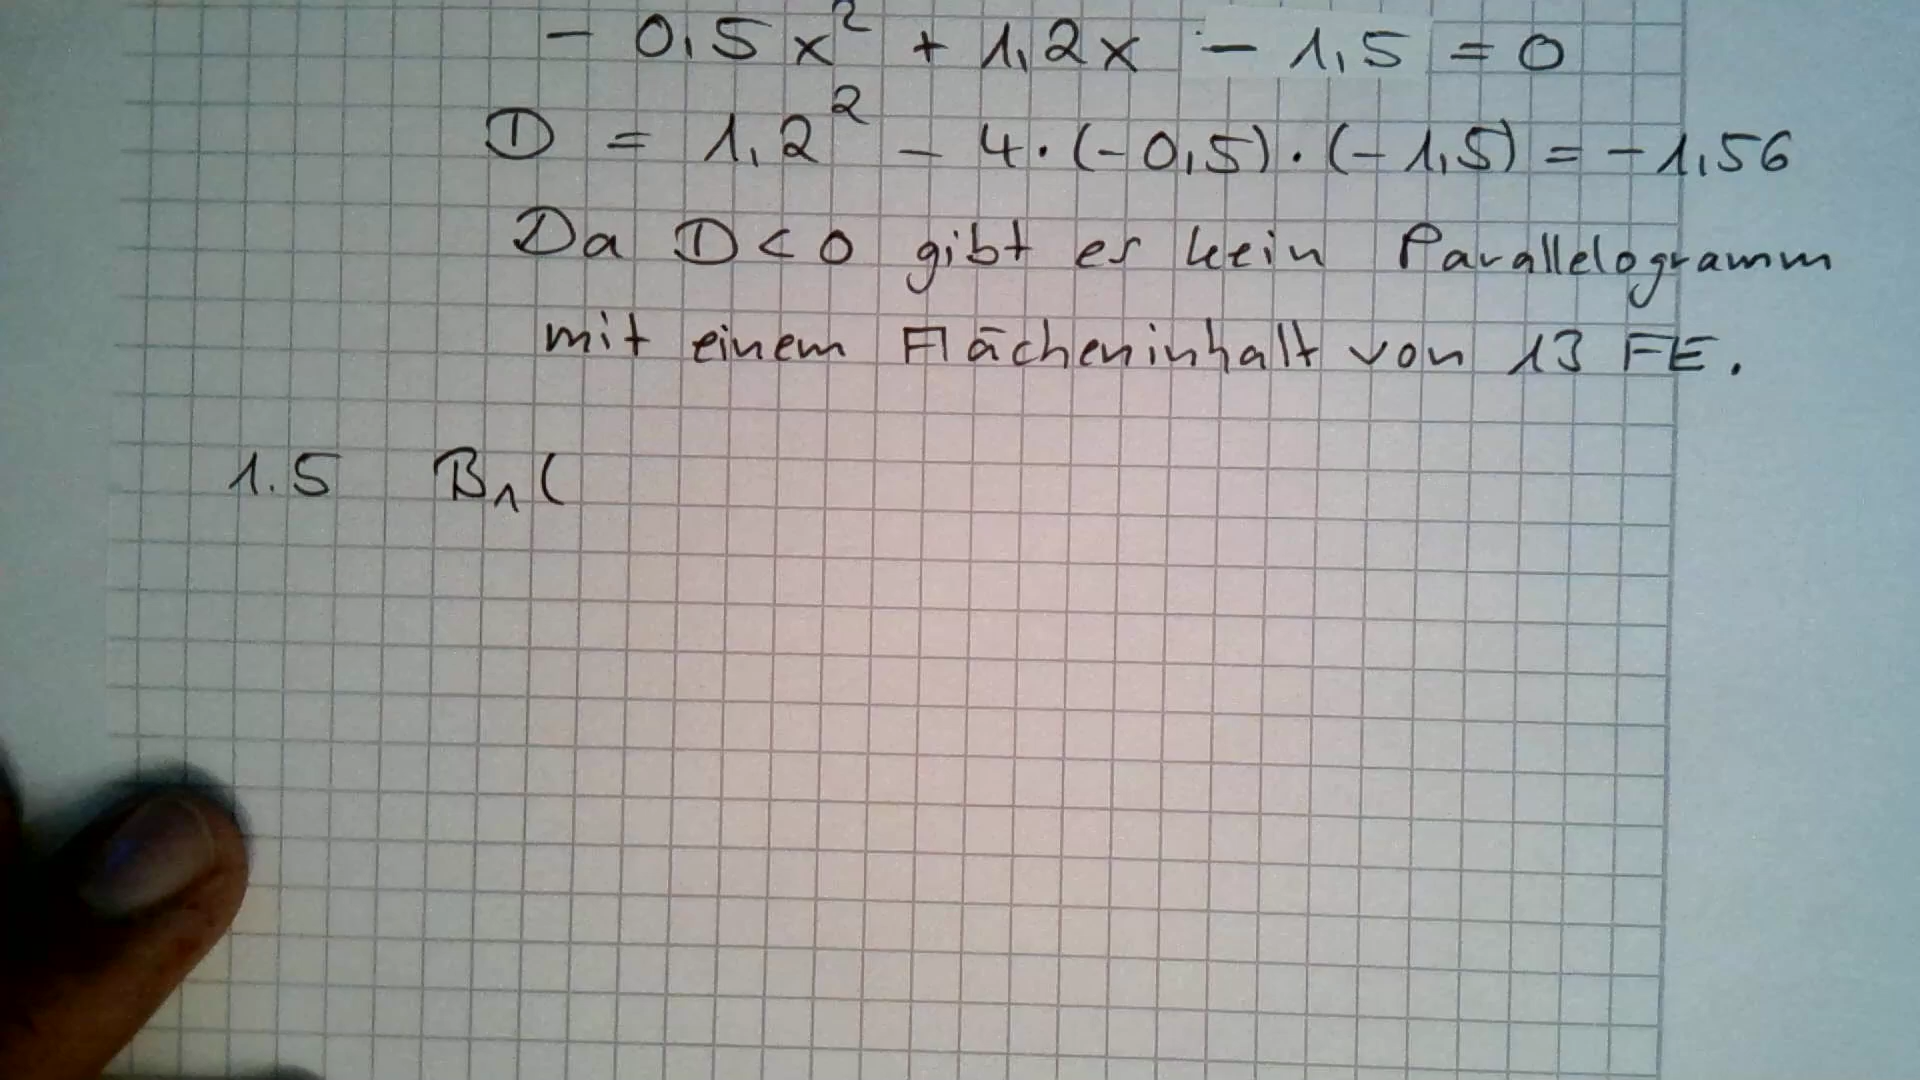 - 0,5x² + 1,2x - 1,5 = 0
D = 1,2² - 4·(-0,5)·(-1,5) = -1,56
Da D < 0 gibt es kein Parallelogramm
mit einem Flächeninhalt von 13 FE.
1.5 B₁(